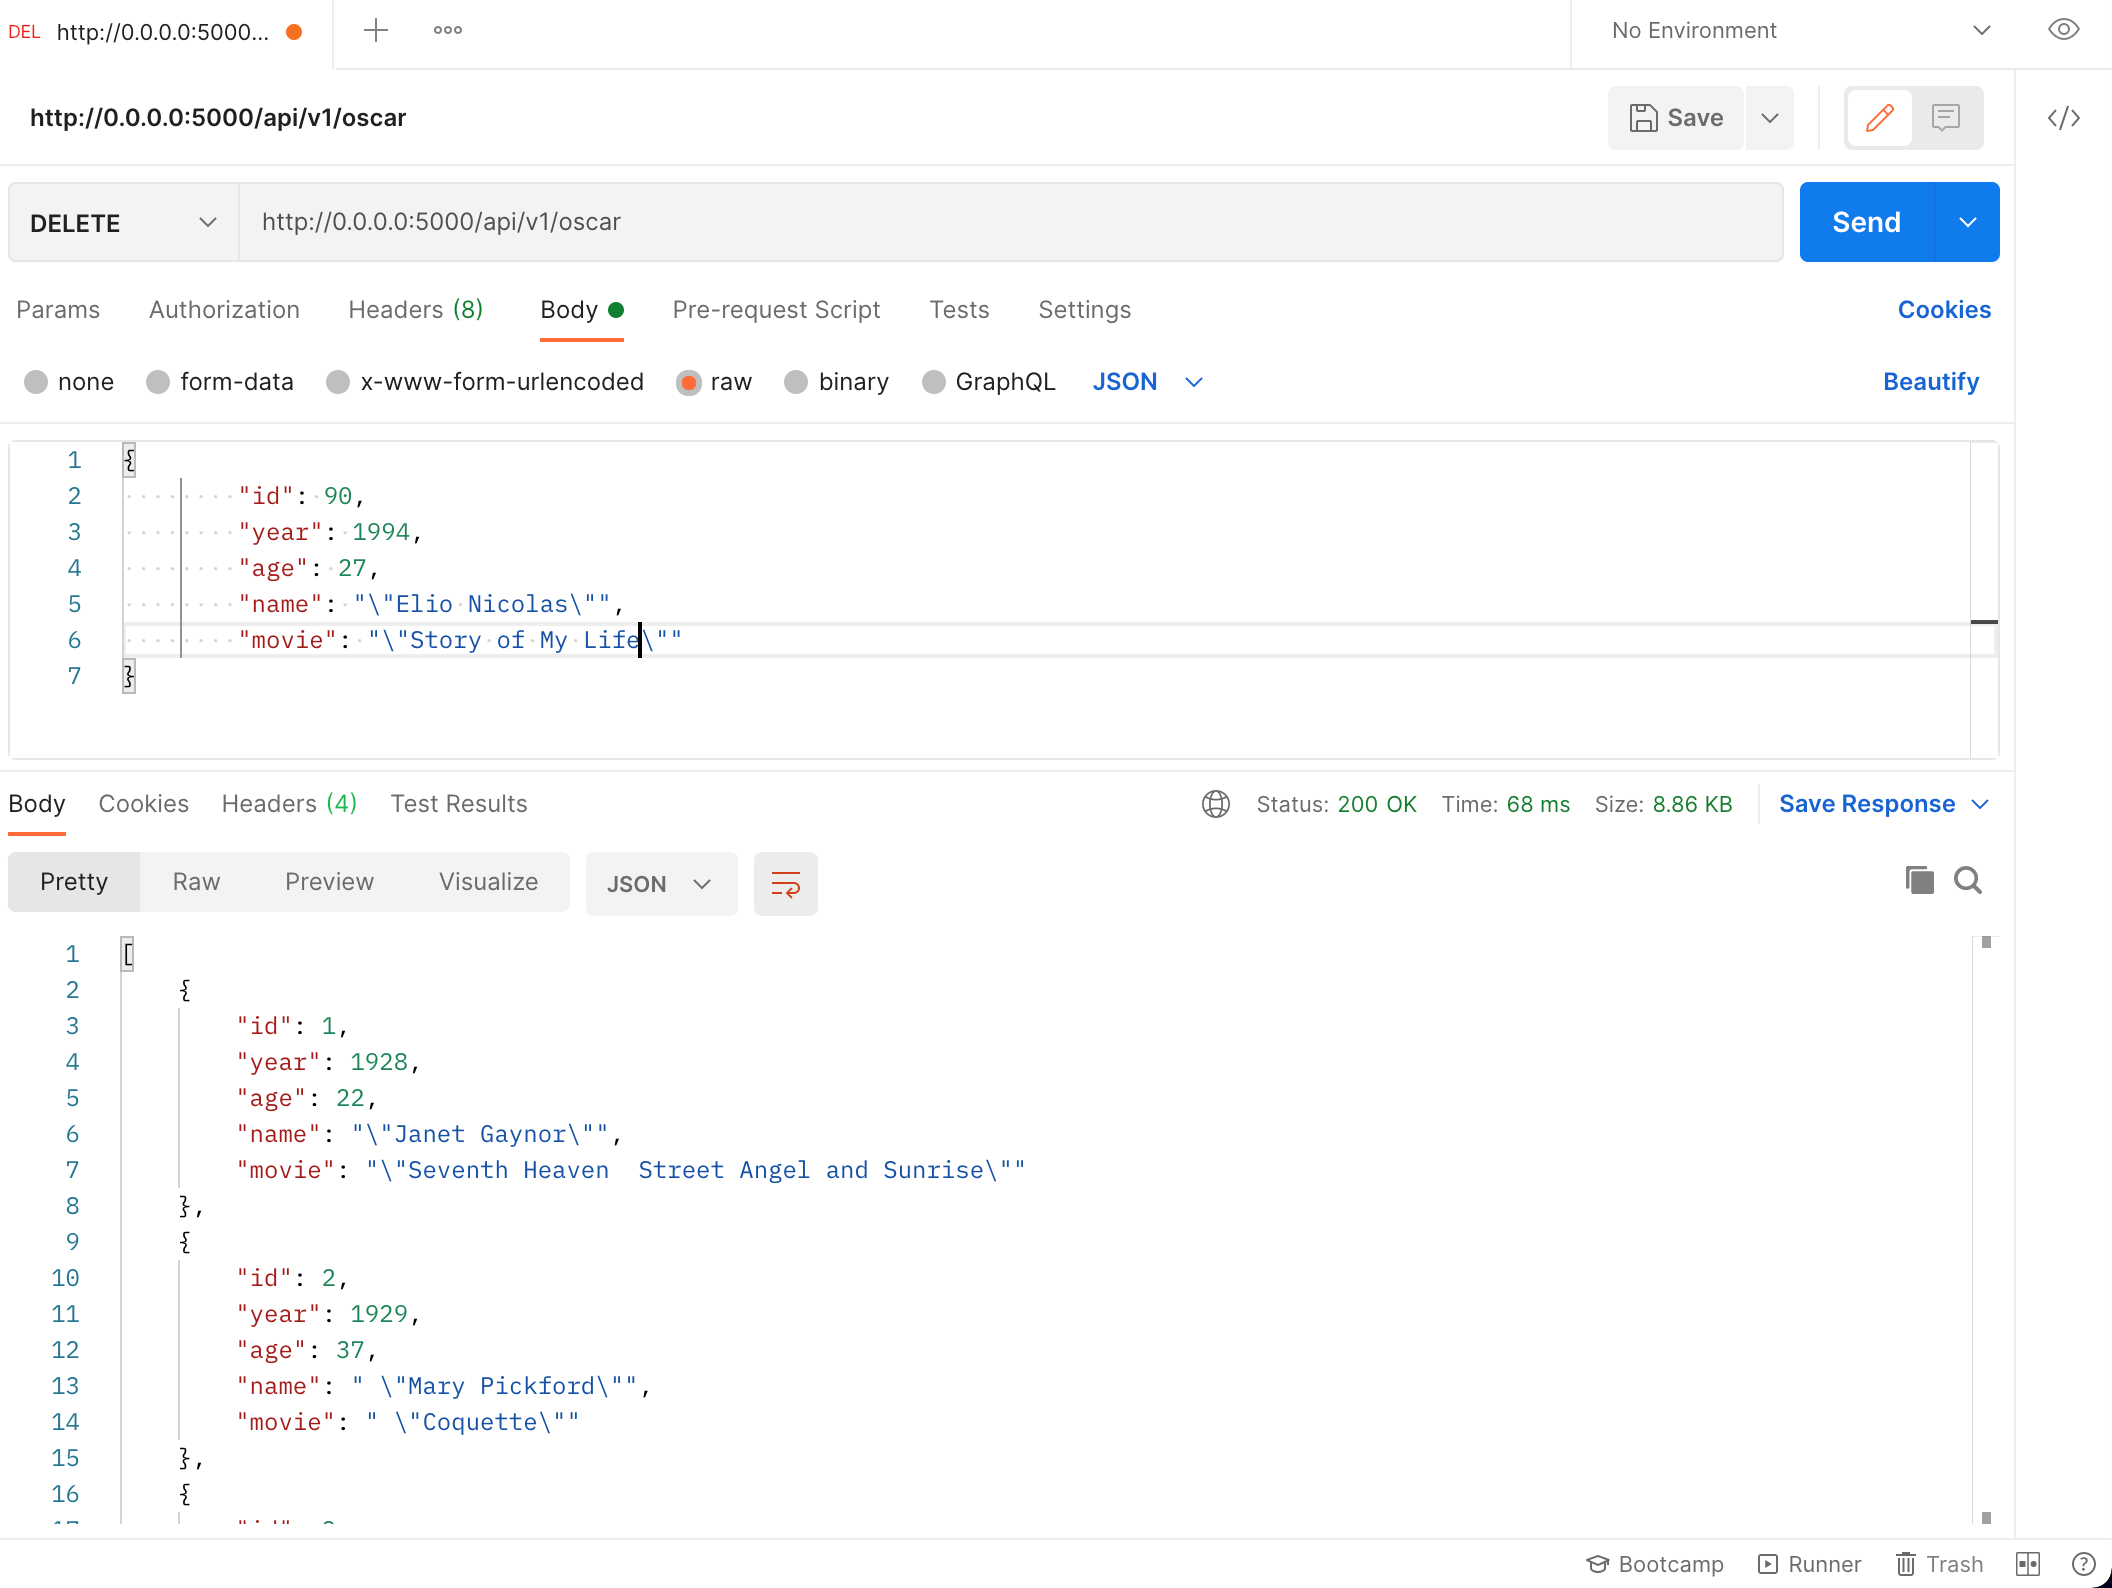 DEL http://0.0.0.0:5000...
No Environment
http://0.0.0.0:5000/api/v1/oscar
Save
DELETE http://0.0.0.0:5000/api/v1/oscar Send
Params Authorization Headers (8) Body Pre-request Script Tests Settings Cookies
none form-data x-www-form-urlencoded raw binary GraphQL JSON Beautify
1 {
2 "id": 90,
3 "year": 1994,
4 "age": 27,
5 "name": "\"Elio Nicolas\"",
6 "movie": "\"Story of My Life\""
7 }
Body Cookies Headers (4) Test Results Status: 200 OK Time: 68 ms Size: 8.86 KB Save Response
Pretty Raw Preview Visualize JSON
1 [
2 {
3 "id": 1,
4 "year": 1928,
5 "age": 22,
6 "name": "\"Janet Gaynor\"",
7 "movie": "\"Seventh Heaven  Street Angel and Sunrise\""
8 },
9 {
10 "id": 2,
11 "year": 1929,
12 "age": 37,
13 "name": " \"Mary Pickford\"",
14 "movie": " \"Coquette\""
15 },
16 {
Bootcamp Runner Trash